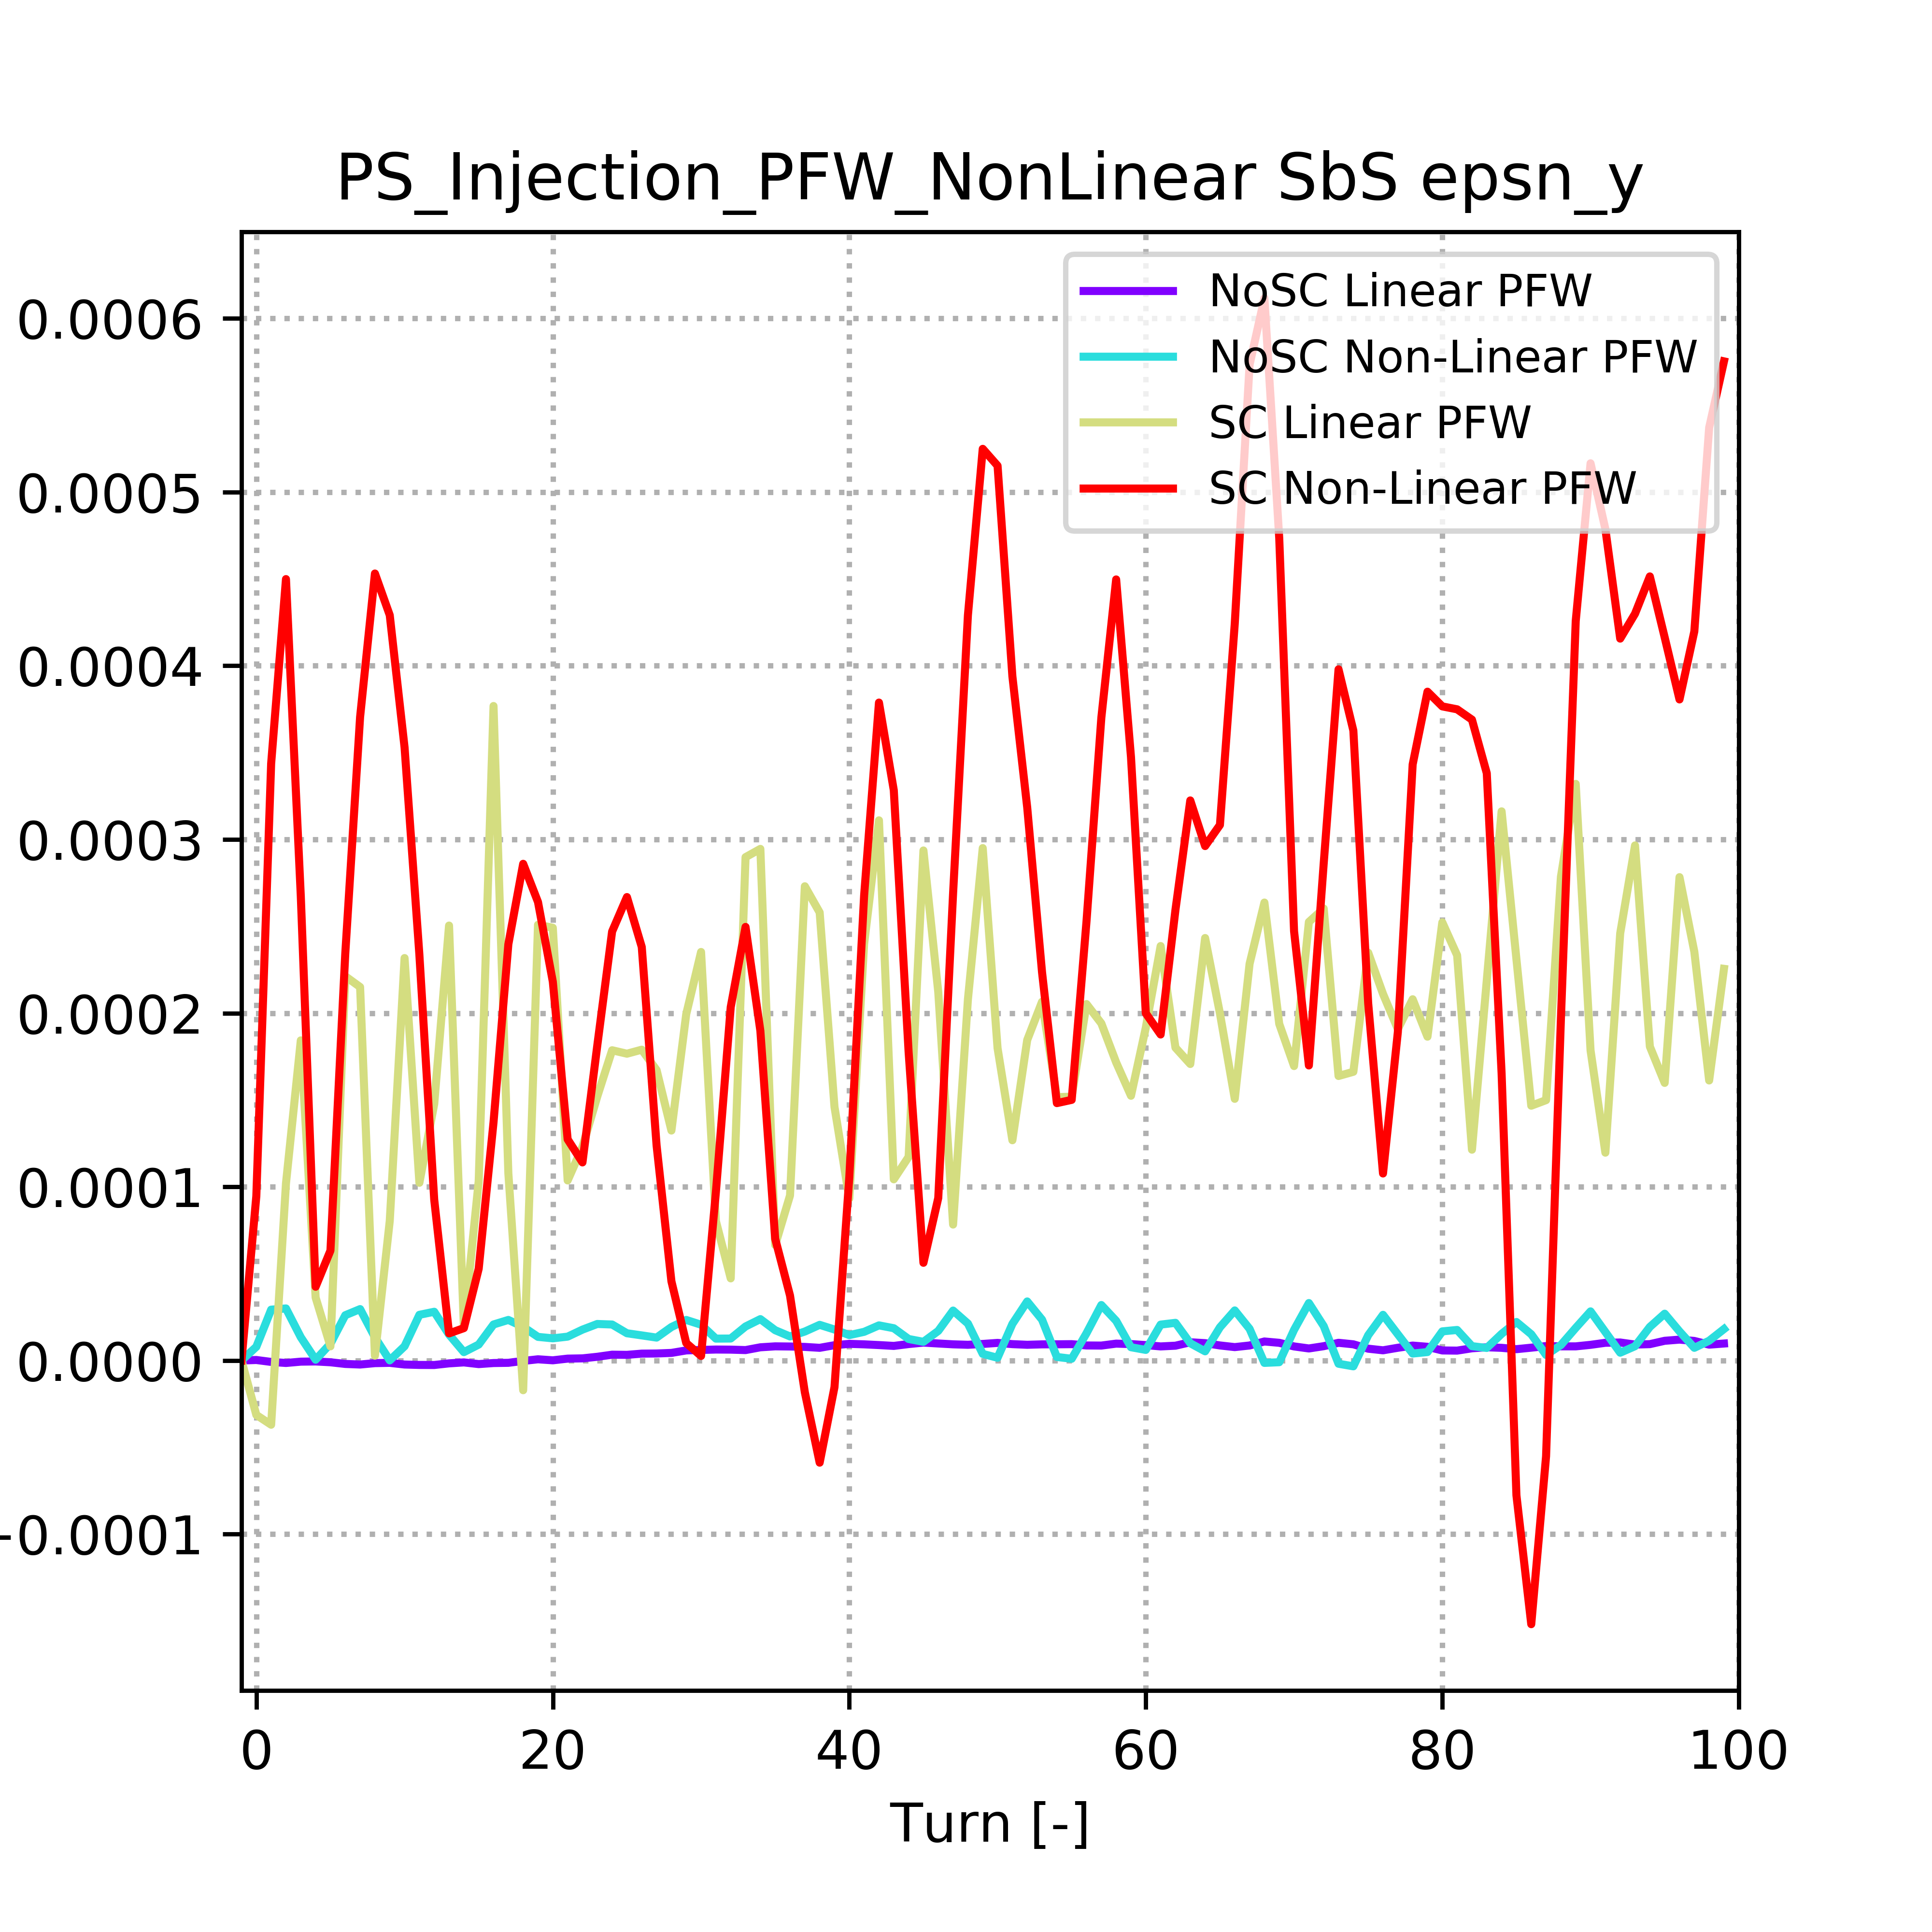 PS_Injection_PFW_NonLinear SbS epsn_y
NoSC Linear PFW
NoSC Non-Linear PFW
SC Linear PFW
SC Non-Linear PFW
0.0006
0.0005
0.0004
0.0003
0.0002
0.0001
0.0000
-0.0001
0 20 40 60 80 100
Turn [-]